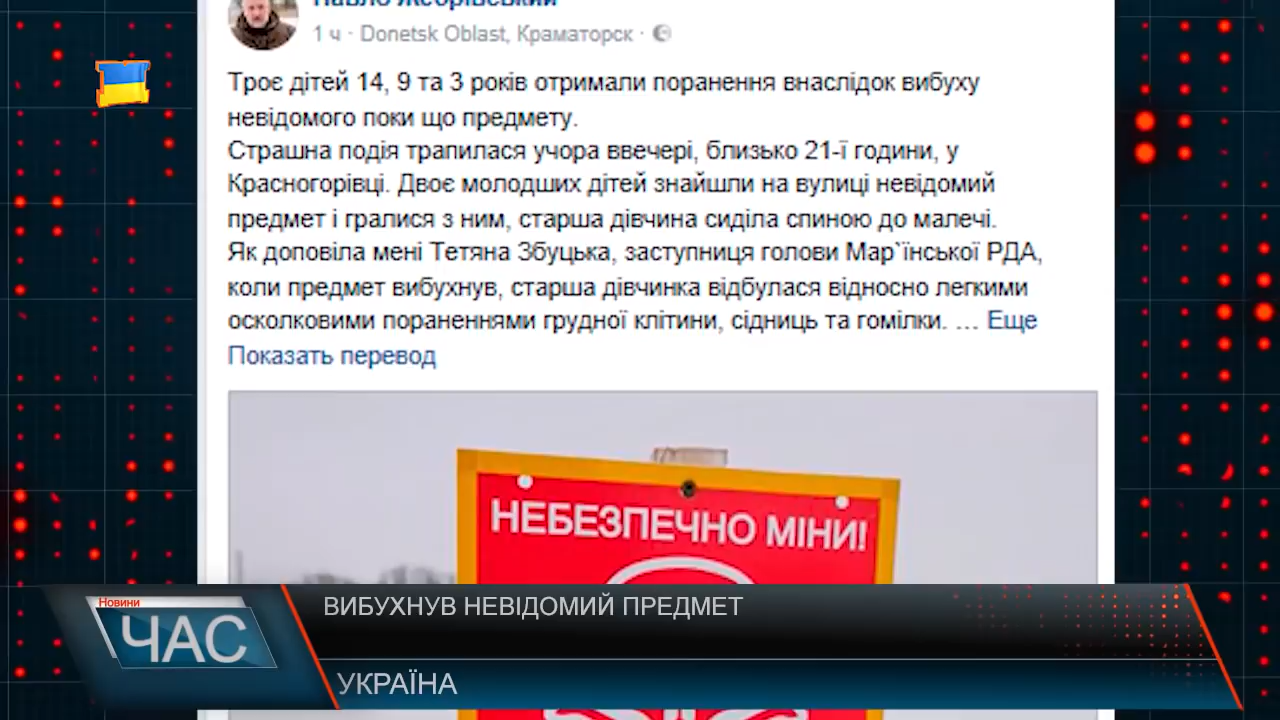 Павло Жебрівський
1 ч · Donetsk Oblast, Краматорск ·
Троє дітей 14, 9 та 3 років отримали поранення внаслідок вибуху
невідомого поки що предмету.
Страшна подія трапилася учора ввечері, близько 21-ї години, у
Красногорівці. Двоє молодших дітей знайшли на вулиці невідомий
предмет і гралися з ним, старша дівчина сиділа спиною до малечі.
Як доповіла мені Тетяна Збуцька, заступниця голови Мар`їнської РДА,
коли предмет вибухнув, старша дівчинка відбулася відносно легкими
осколковими пораненнями грудної клітини, сідниць та гомілки. ... Еще
Показать перевод
НЕБЕЗПЕЧНО МІНИ!
Новини
ЧАС
ВИБУХНУВ НЕВІДОМИЙ ПРЕДМЕТ
УКРАЇНА